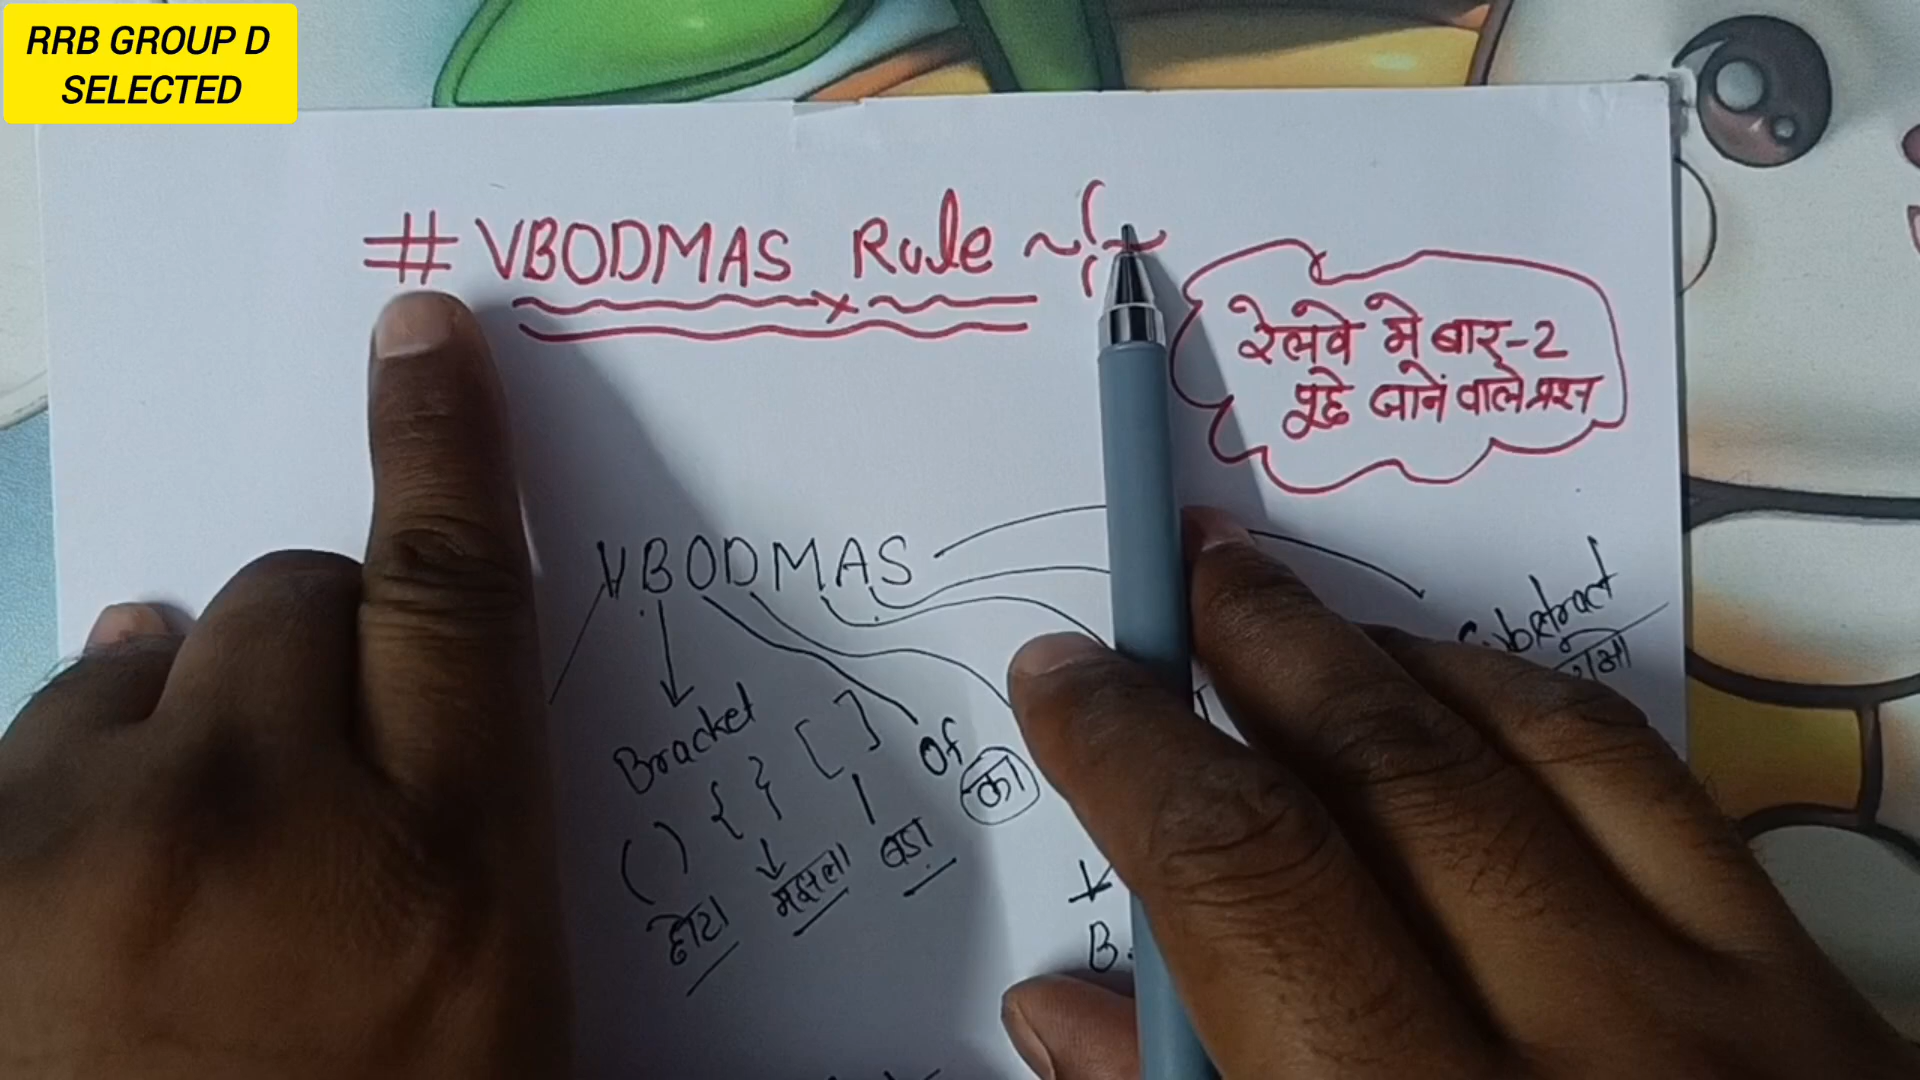 RRB GROUP D
SELECTED
# VBODMAS Rule ~{~
रेलवे मे बार-2
पूछे जानें वाले प्रश्न
VBODMAS
Subtract
Bracket
( ) { } [ ]
of
का
छोटा मझला बडा
B.